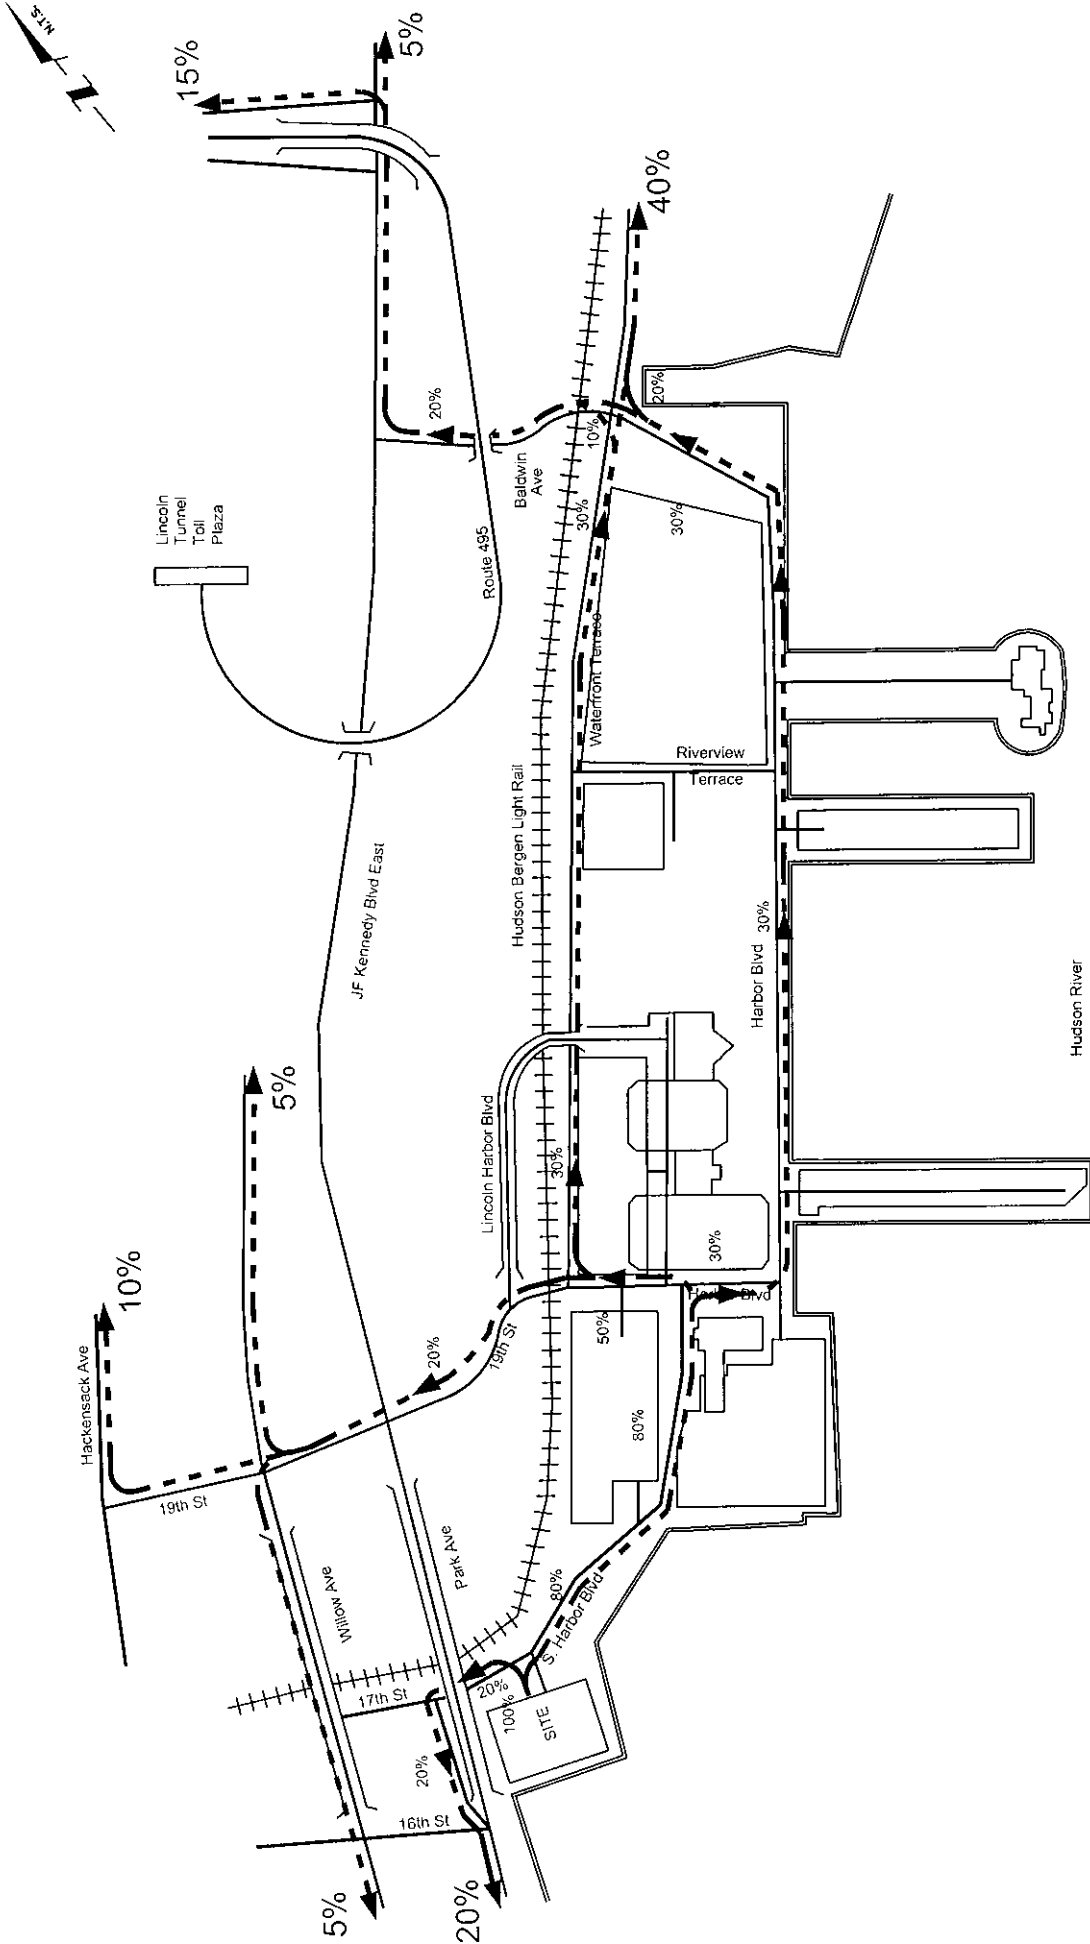 N.T.S.
15%
5%
40%
20%
Lincoln
Tunnel
Toll
Plaza
Baldwin
Ave
10%
20%
Route 495
30%
30%
Waterfront Terrace
Riverview
Terrace
Hudson Bergen Light Rail
JF Kennedy Blvd East
30%
Harbor Blvd
Hudson River
5%
Lincoln Harbor Blvd
30%
10%
30%
Harbor Blvd
Hackensack Ave
20%
19th St
50%
80%
19th St
Willow Ave
Park Ave
80%
S. Harbor Blvd
17th St
20%
100%
SITE
20%
16th St
5%
20%